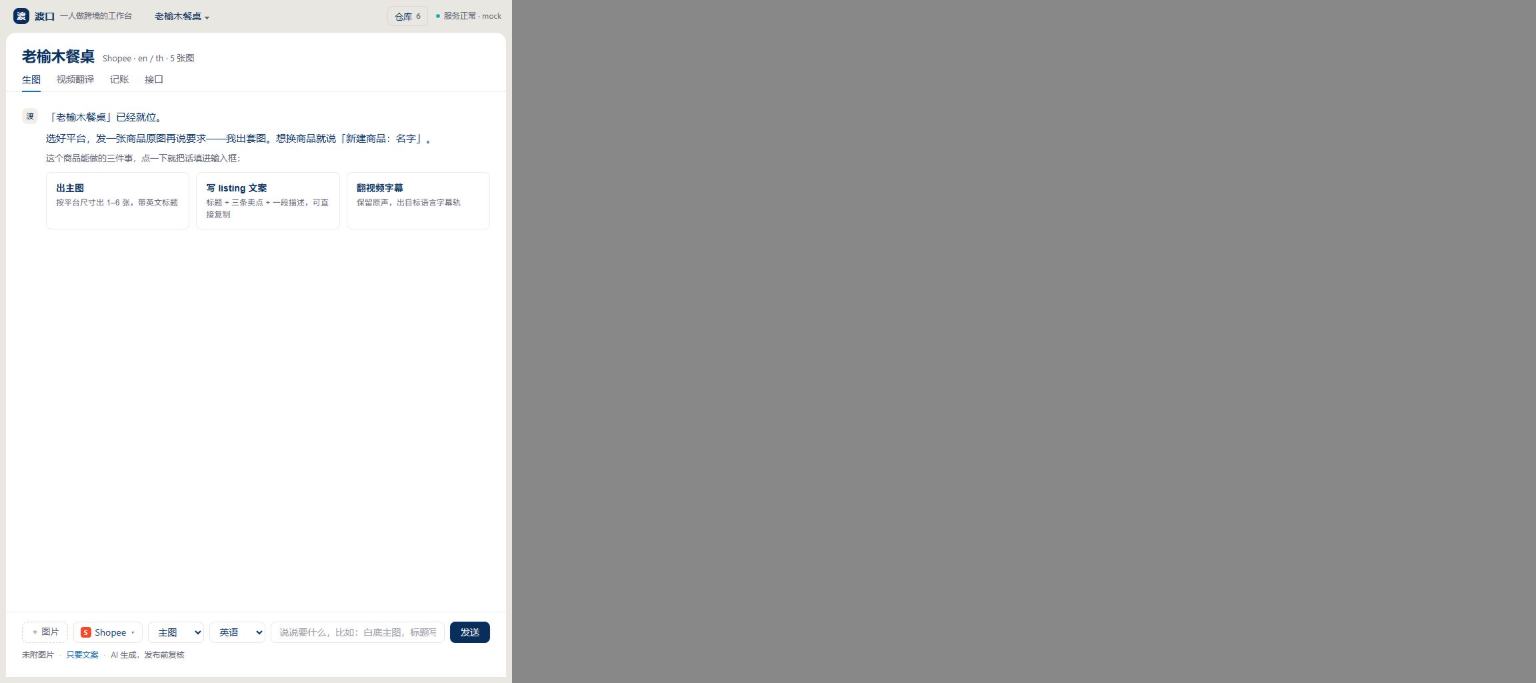 渡 渡口 一人做跨境的工作台 老榆木餐桌 仓库 6 服务正常 · mock
老榆木餐桌 Shopee · en / th · 5 张图
生图 视频翻译 记账 接口
渡 「老榆木餐桌」已经就位。
选好平台，发一张商品原图再说要求——我出套图。想换商品就说「新建商品：名字」。
这个商品能做的三件事，点一下就把话填进输入框：
出主图
按平台尺寸出 1–6 张，带英文标题
写 listing 文案
标题 + 三条卖点 + 一段描述，可直
接复制
翻视频字幕
保留原声，出目标语言字幕轨
+ 图片 S Shopee 主图 英语 说说要什么，比如：白底主图，标题写 发送
未附图片 · 只要文案 · AI 生成，发布前复核